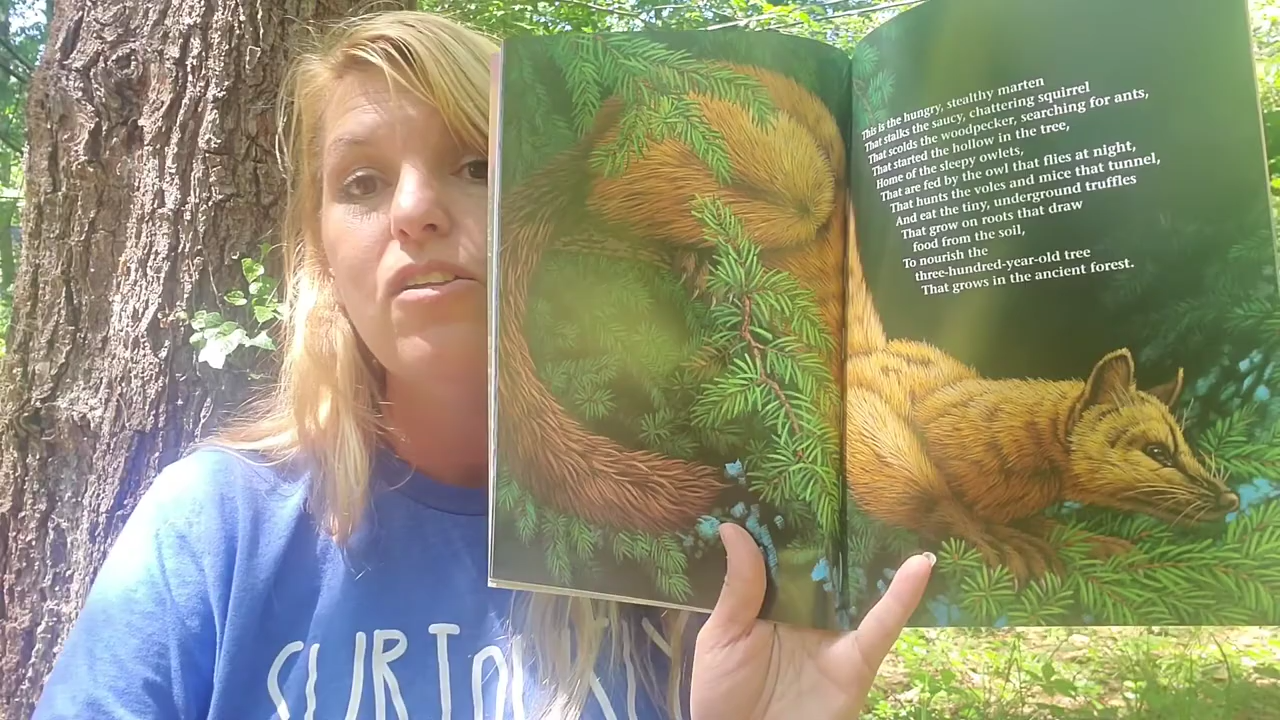 This is the hungry, stealthy marten
That stalks the saucy, chattering squirrel
That scolds the woodpecker, searching for ants,
That started the hollow in the tree,
Home of the sleepy owlets,
That are fed by the owl that flies at night,
That hunts the voles and mice that tunnel,
And eat the tiny, underground truffles
That grow on roots that draw
food from the soil,
To nourish the
three-hundred-year-old tree
That grows in the ancient forest.